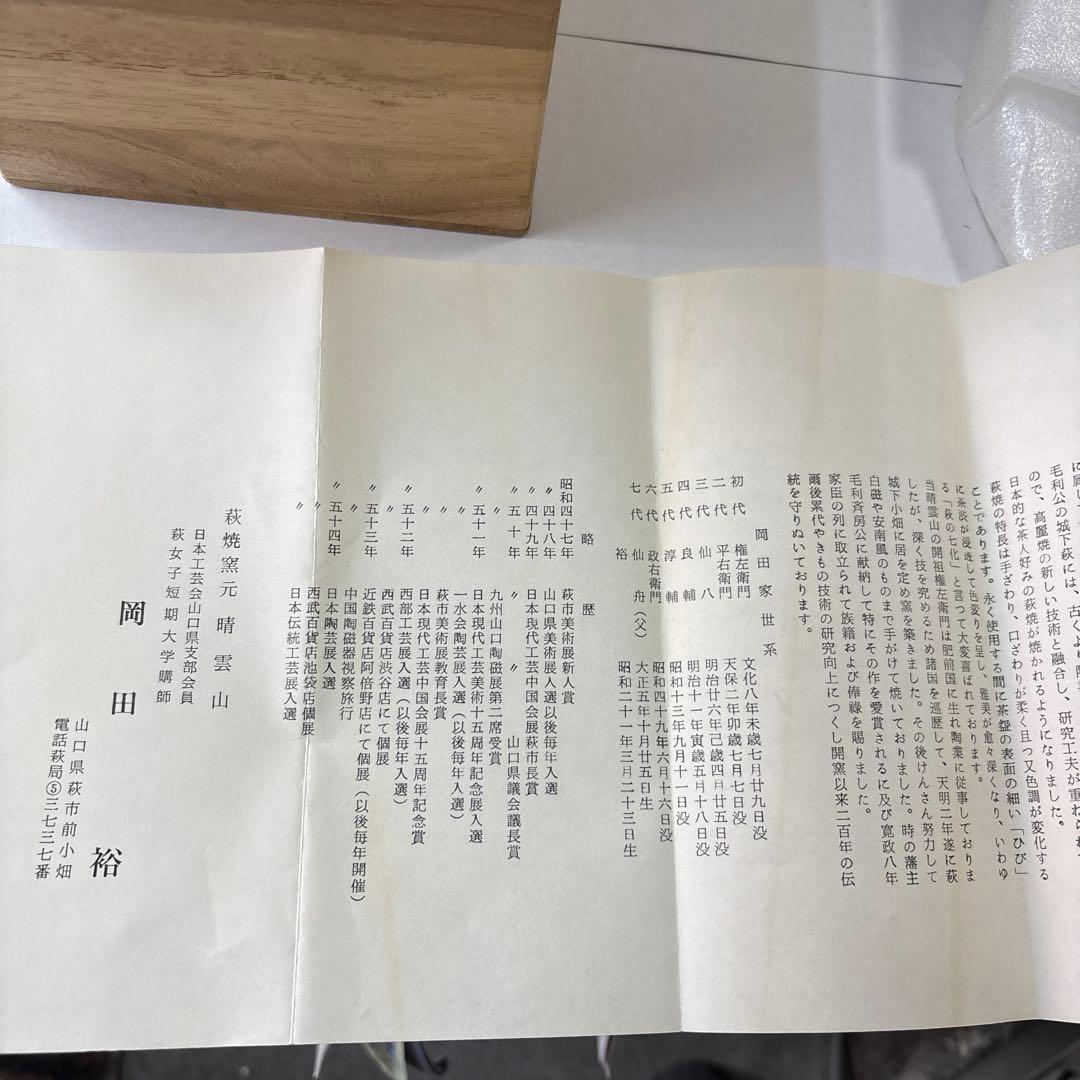 に属し
毛利公の城下萩には、古くより陶
ので、高麗焼の新しい技術と融合し、研究工夫が重ねられて
日本的な茶人好みの萩焼が焼かれるようになりました。
萩焼の特長は手ざわり、口ざわりが柔く且つ又色調が変化する
ことであります。永く使用する間に茶盌の表面の細い「ひび」
に茶渋が浸透して色変りを呈し、雅美が愈々深くなり、いわゆ
る「萩の七化」と言つて大変喜ばれております。
当晴雲山の開祖権左衛門は肥前国に生れ陶業に従事しておりま
したが、深く技を究めるため諸国を巡歴して、天明二年遂に萩
城下小畑に居を定め窯を築きました。その後けんさん努力して
白磁や安南風のものまで手がけて焼いておりました。時の藩主
毛利斉房公に献納して特にその作を愛賞されるに及び寛政八年
家臣の列に取立られて族籍および俸祿を賜りました。
爾後累代やきもの技術の研究向上につくし開窯以来二百年の伝
統を守りぬいております。
岡田家世系
初代 権左衛門 文化八年未歳七月廿九日没
二代 平右衛門 天保二年卯歳七月七日没
三代 仙八 明治廿六年己歳四月廿五日没
四代 良輔 明治十一年寅歳五月十八日没
五代 淳輔 昭和十三年九月十一日没
六代 政右衛門 昭和四十九年六月十六日没
七代 仙舟(父) 大正五年十月廿五日生
裕 昭和二十一年三月二十三日生
略歴
昭和四十七年 萩市美術展新人賞
〃四十八年 山口県美術展入選以後毎年入選
〃四十九年 日本伝統工芸中国会展萩市長賞
〃五十年 〃 〃 山口県議会議長賞
〃 九州山口陶磁展第二席受賞
〃五十一年 日本現代工芸美術十五周年記念展入選
〃 一水会陶芸展入選(以後毎年入選)
〃 萩市美術展教育長賞
〃 日本現代工芸中国会展十五周年記念賞
〃五十二年 西部工芸展入選(以後毎年入選)
〃 西武百貨店渋谷店にて個展
〃五十三年 近鉄百貨店阿倍野店にて個展(以後毎年開催)
〃 中国陶磁器視察旅行
〃五十四年 日本陶芸展入選
〃 西武百貨店池袋店個展
〃 日本伝統工芸展入選
萩焼窯元 晴雲山
日本工芸会山口県支部会員
萩女子短期大学講師
岡田 裕
山口県萩市前小畑
電話萩局⑤三七三七番